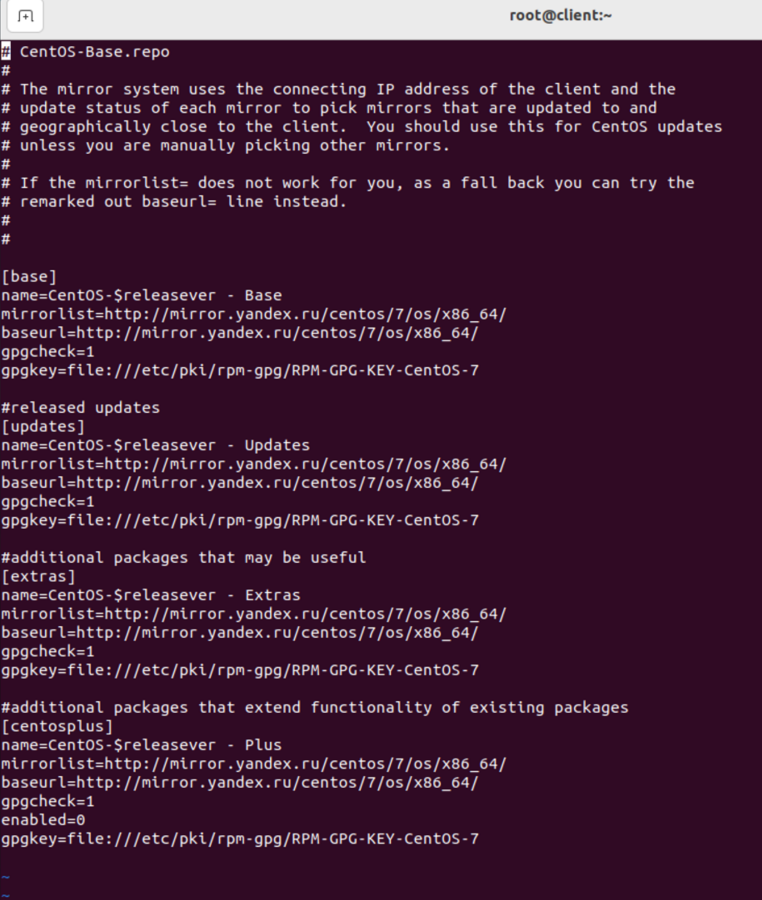 root@client:~
# CentOS-Base.repo
#
# The mirror system uses the connecting IP address of the client and the
# update status of each mirror to pick mirrors that are updated to and
# geographically close to the client.  You should use this for CentOS updates
# unless you are manually picking other mirrors.
#
# If the mirrorlist= does not work for you, as a fall back you can try the
# remarked out baseurl= line instead.
#
#
[base]
name=CentOS-$releasever - Base
mirrorlist=http://mirror.yandex.ru/centos/7/os/x86_64/
baseurl=http://mirror.yandex.ru/centos/7/os/x86_64/
gpgcheck=1
gpgkey=file:///etc/pki/rpm-gpg/RPM-GPG-KEY-CentOS-7
#released updates
[updates]
name=CentOS-$releasever - Updates
mirrorlist=http://mirror.yandex.ru/centos/7/os/x86_64/
baseurl=http://mirror.yandex.ru/centos/7/os/x86_64/
gpgcheck=1
gpgkey=file:///etc/pki/rpm-gpg/RPM-GPG-KEY-CentOS-7
#additional packages that may be useful
[extras]
name=CentOS-$releasever - Extras
mirrorlist=http://mirror.yandex.ru/centos/7/os/x86_64/
baseurl=http://mirror.yandex.ru/centos/7/os/x86_64/
gpgcheck=1
gpgkey=file:///etc/pki/rpm-gpg/RPM-GPG-KEY-CentOS-7
#additional packages that extend functionality of existing packages
[centosplus]
name=CentOS-$releasever - Plus
mirrorlist=http://mirror.yandex.ru/centos/7/os/x86_64/
baseurl=http://mirror.yandex.ru/centos/7/os/x86_64/
gpgcheck=1
enabled=0
gpgkey=file:///etc/pki/rpm-gpg/RPM-GPG-KEY-CentOS-7
~
~